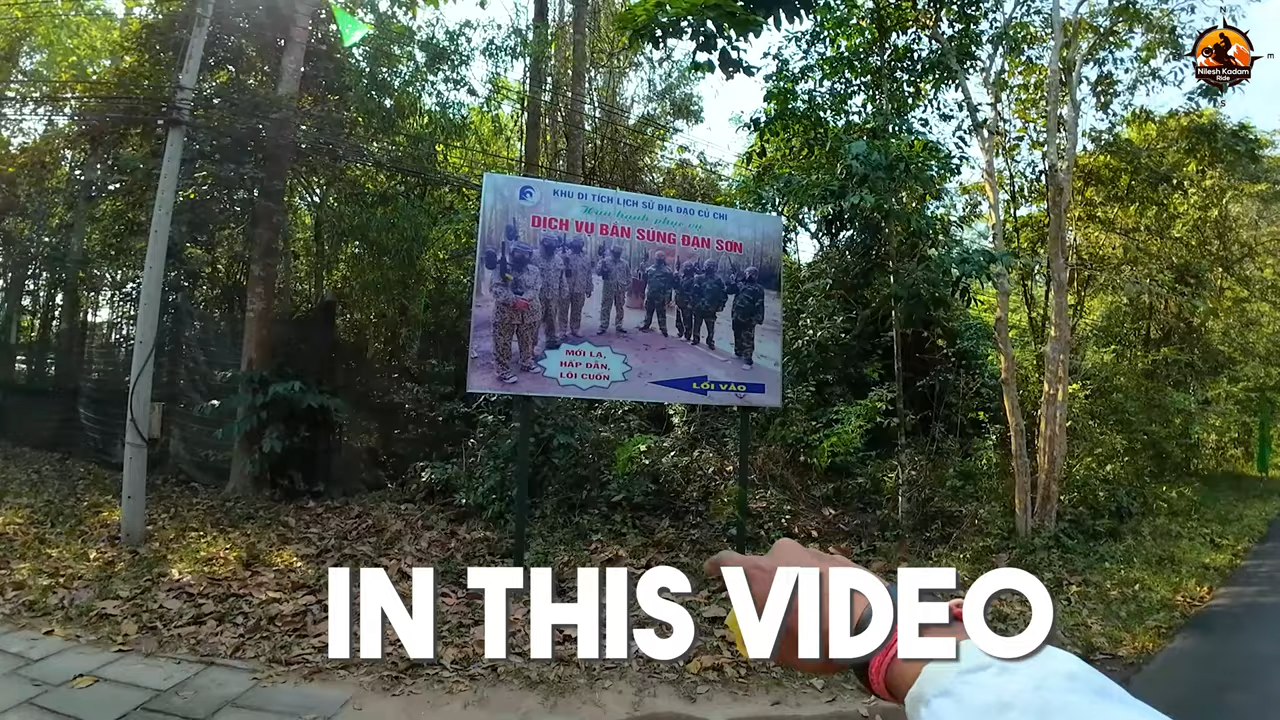 N
Nilesh Kadam
Ride
m
S
KHU DI TÍCH LỊCH SỬ ĐỊA ĐẠO CỦ CHI
Hân hạnh phục vụ
DỊCH VỤ BẮN SÚNG ĐẠN SƠN
MỚI LẠ,
HẤP DẪN,
LÔI CUỐN
LỐI VÀO
IN THIS VIDEO